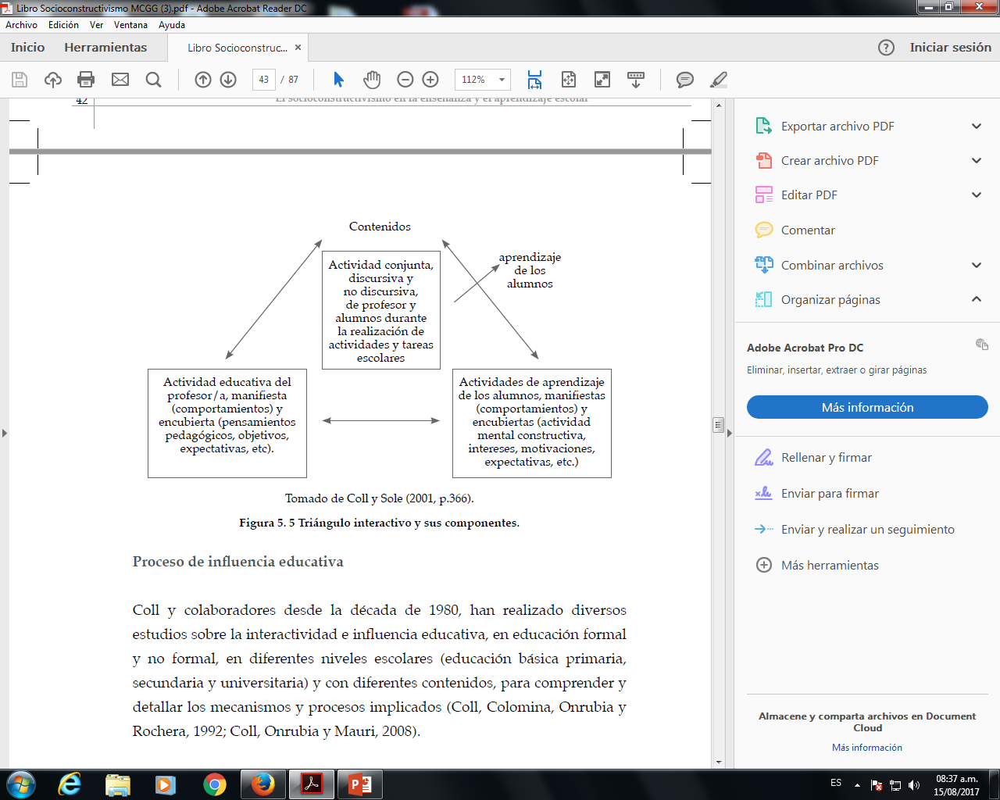 Libro Socioconstructivismo MCGG (3).pdf - Adobe Acrobat Reader DC
Archivo Edición Ver Ventana Ayuda
Inicio Herramientas Libro Socioconstruc... × ? Iniciar sesión
43 / 87 112%
42 El socioconstructivismo en la enseñanza y el aprendizaje escolar
Contenidos
Actividad conjunta,
discursiva y
no discursiva,
de profesor y
alumnos durante
la realización de
actividades y tareas
escolares
aprendizaje
de los
alumnos
Actividad educativa del
profesor/a, manifiesta
(comportamientos) y
encubierta (pensamientos
pedagógicos, objetivos,
expectativas, etc).
Actividades de aprendizaje
de los alumnos, manifiestas
(comportamientos) y
encubiertas (actividad
mental constructiva,
intereses, motivaciones,
expectativas, etc.)
Tomado de Coll y Sole (2001, p.366).
Figura 5. 5 Triángulo interactivo y sus componentes.
Proceso de influencia educativa
Coll y colaboradores desde la década de 1980, han realizado diversos
estudios sobre la interactividad e influencia educativa, en educación formal
y no formal, en diferentes niveles escolares (educación básica primaria,
secundaria y universitaria) y con diferentes contenidos, para comprender y
detallar los mecanismos y procesos implicados (Coll, Colomina, Onrubia y
Rochera, 1992; Coll, Onrubia y Mauri, 2008).
Exportar archivo PDF
Crear archivo PDF
Editar PDF
Comentar
Combinar archivos
Organizar páginas
Adobe Acrobat Pro DC
Eliminar, insertar, extraer o girar páginas
Más información
Rellenar y firmar
Enviar para firmar
Enviar y realizar un seguimiento
Más herramientas
Almacene y comparta archivos en Document
Cloud
Más información
ES
08:37 a.m.
15/08/2017